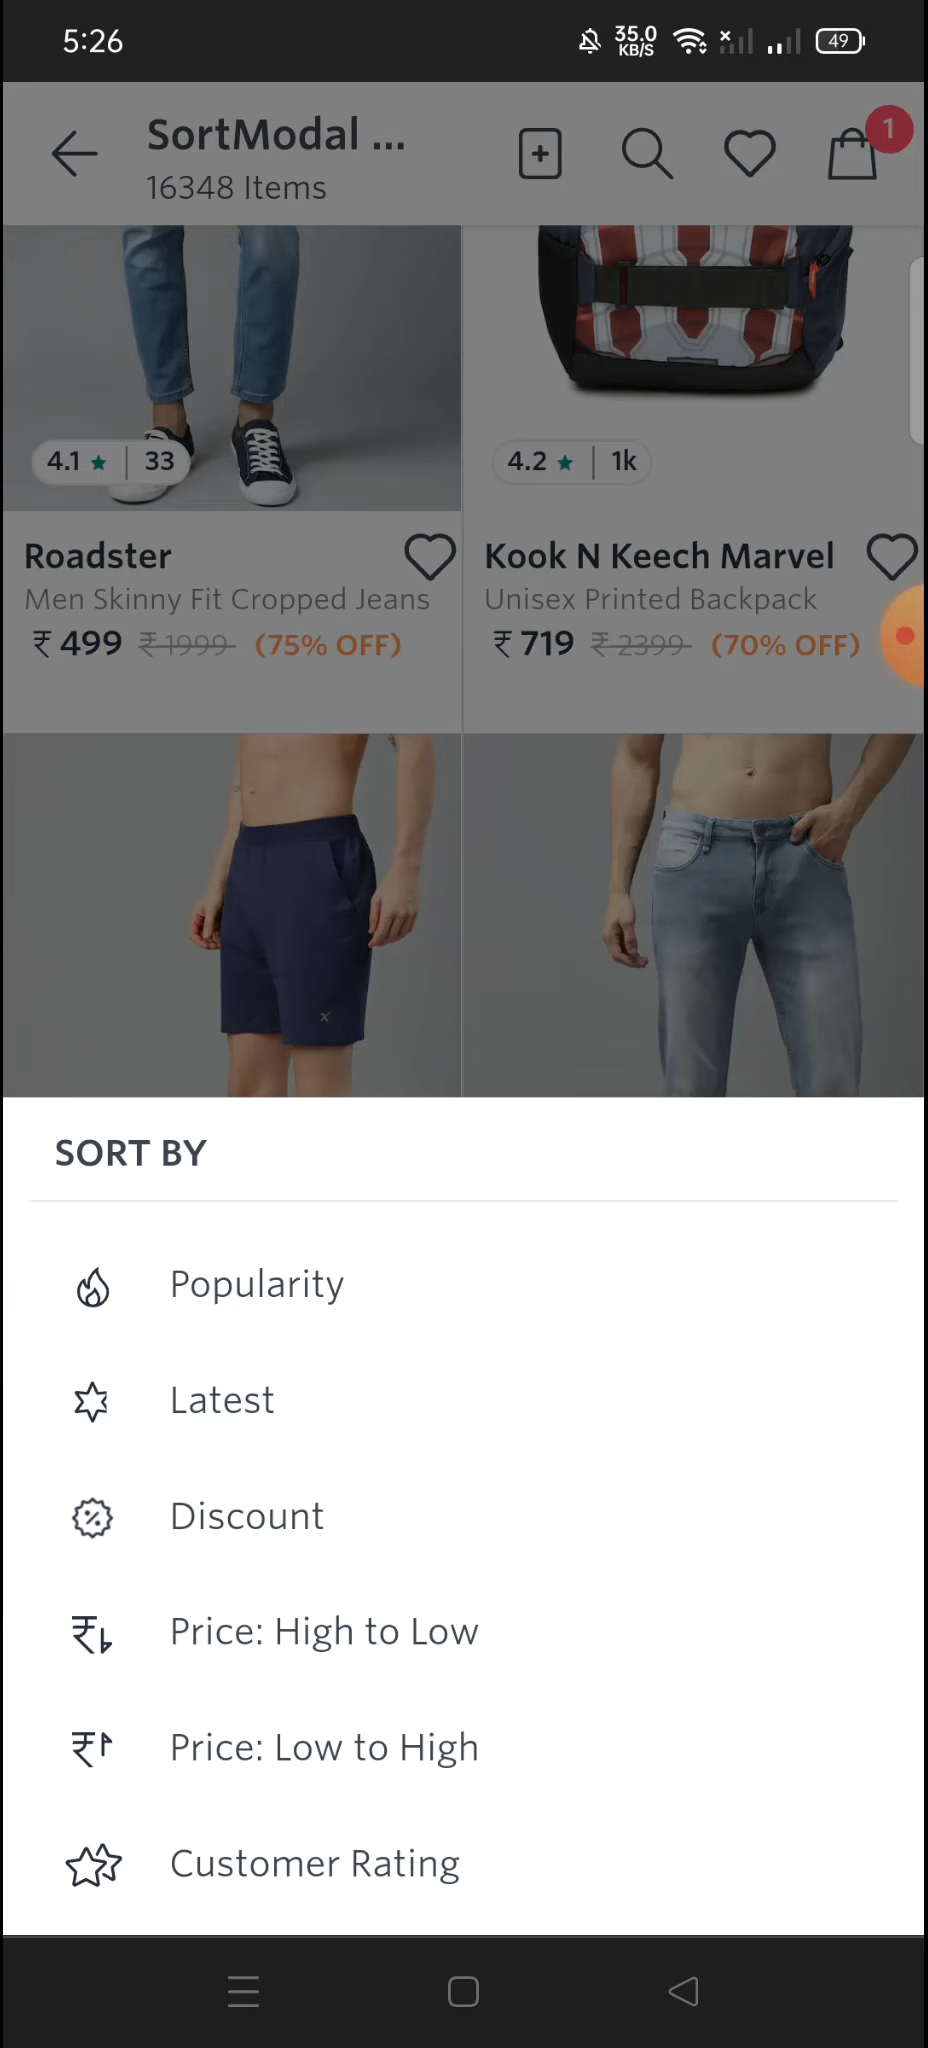 5:26
35.0
KB/S
49
SortModal ...
16348 Items
1
4.1 | 33
4.2 | 1k
Roadster
Men Skinny Fit Cropped Jeans
₹ 499 ₹ 1999 (75% OFF)
Kook N Keech Marvel
Unisex Printed Backpack
₹ 719 ₹ 2399 (70% OFF)
SORT BY
Popularity
Latest
Discount
Price: High to Low
Price: Low to High
Customer Rating